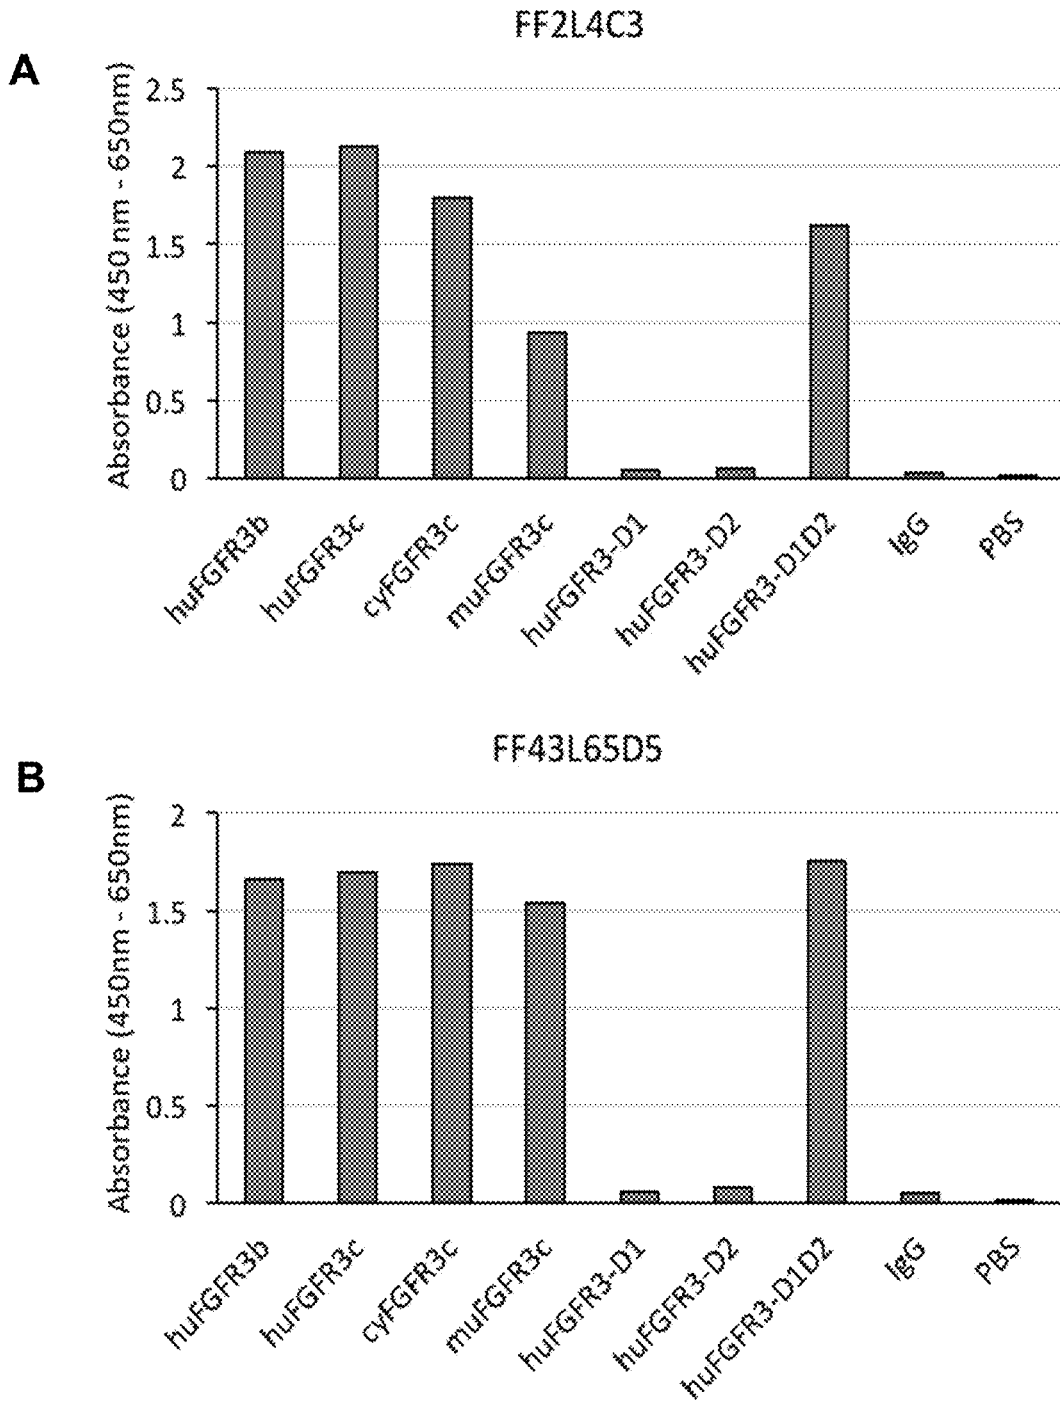 FF2L4C3
A
Absorbance (450 nm - 650nm)
2.5
2
1.5
1
0.5
0
huFGFR3b
huFGFR3c
cyFGFR3c
muFGFR3c
huFGFR3-D1
huFGFR3-D2
huFGFR3-D1D2
IgG
PBS
FF43L65D5
B
Absorbance (450nm - 650nm)
2
1.5
1
0.5
0
huFGFR3b
huFGFR3c
cyFGFR3c
muFGFR3c
huFGFR3-D1
huFGFR3-D2
huFGFR3-D1D2
IgG
PBS